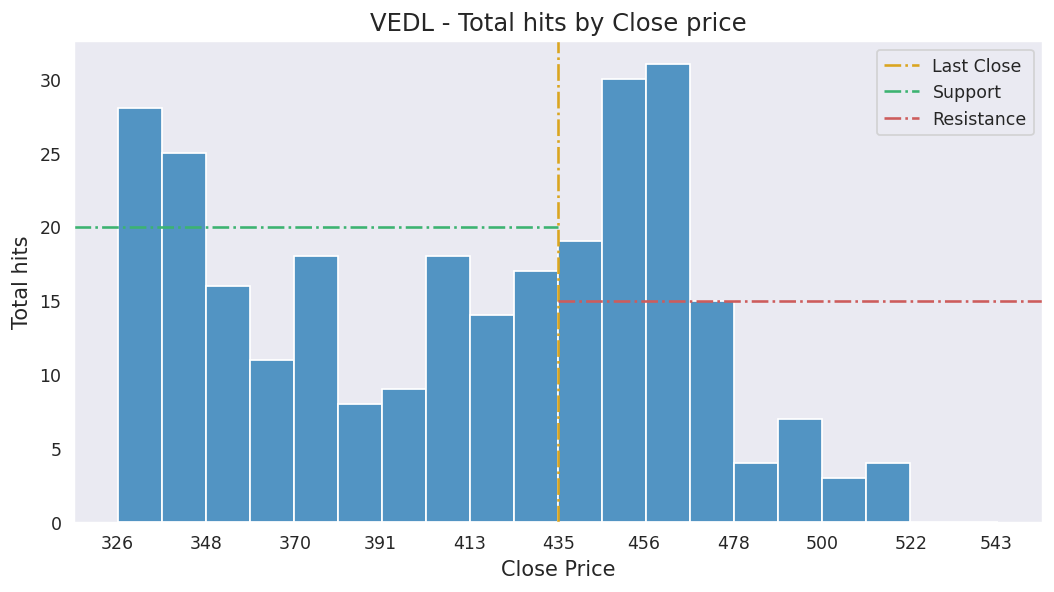 VEDL - Total hits by Close price
Last Close
Support
Resistance
Total hits
30
25
20
15
10
5
0
326 348 370 391 413 435 456 478 500 522 543
Close Price